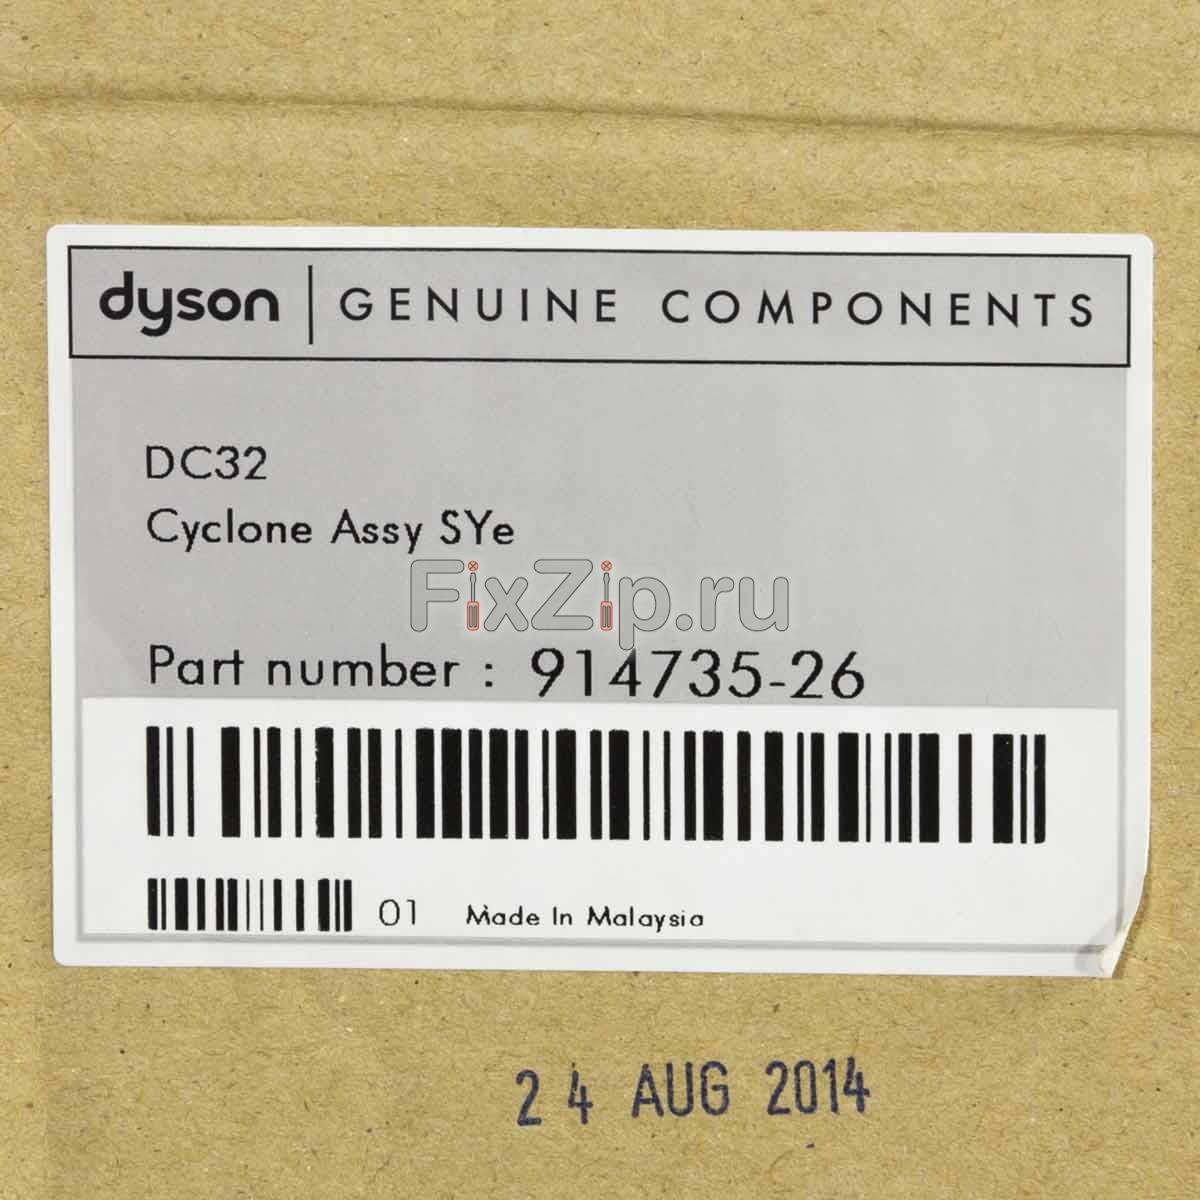 dyson | GENUINE COMPONENTS
DC32
Cyclone Assy SYe
FixZip.ru
Part number : 914735-26
01 Made In Malaysia
24 AUG 2014